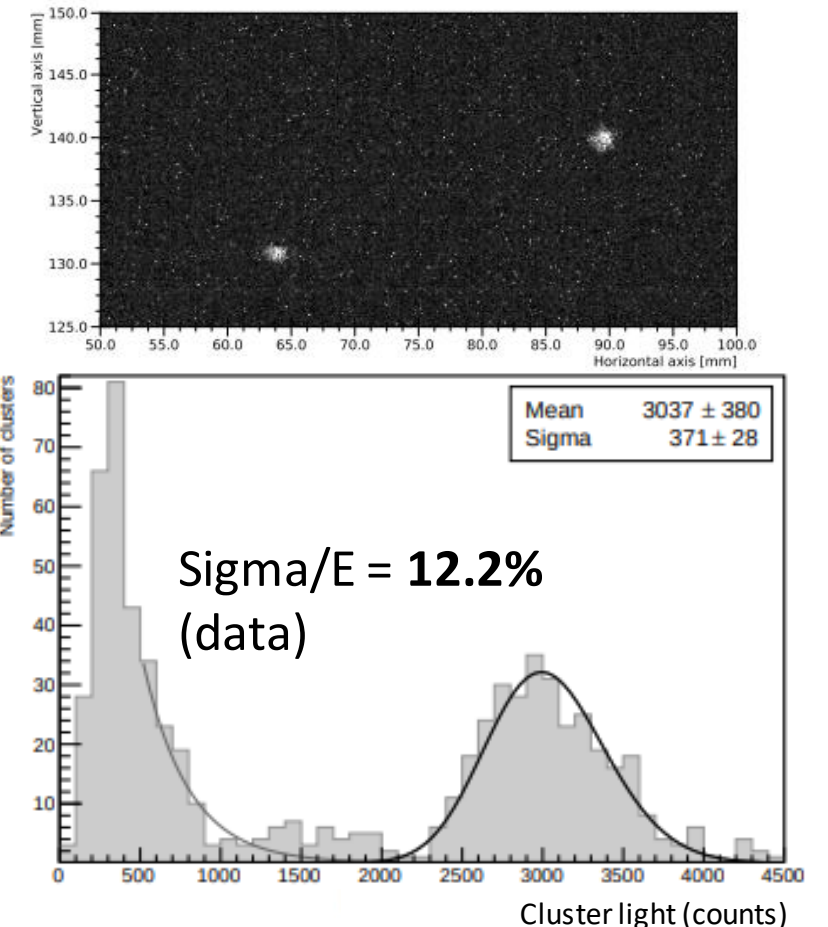 Vertical axis [mm]
150.0
145.0
140.0
135.0
130.0
125.0
50.0 55.0 60.0 65.0 70.0 75.0 80.0 85.0 90.0 95.0 100.0
Horizontal axis [mm]
Number of clusters
80
70
60
50
40
30
20
10
Mean 3037 ± 380
Sigma 371± 28
Sigma/E = 12.2%
(data)
0 500 1000 1500 2000 2500 3000 3500 4000 4500
Cluster light (counts)